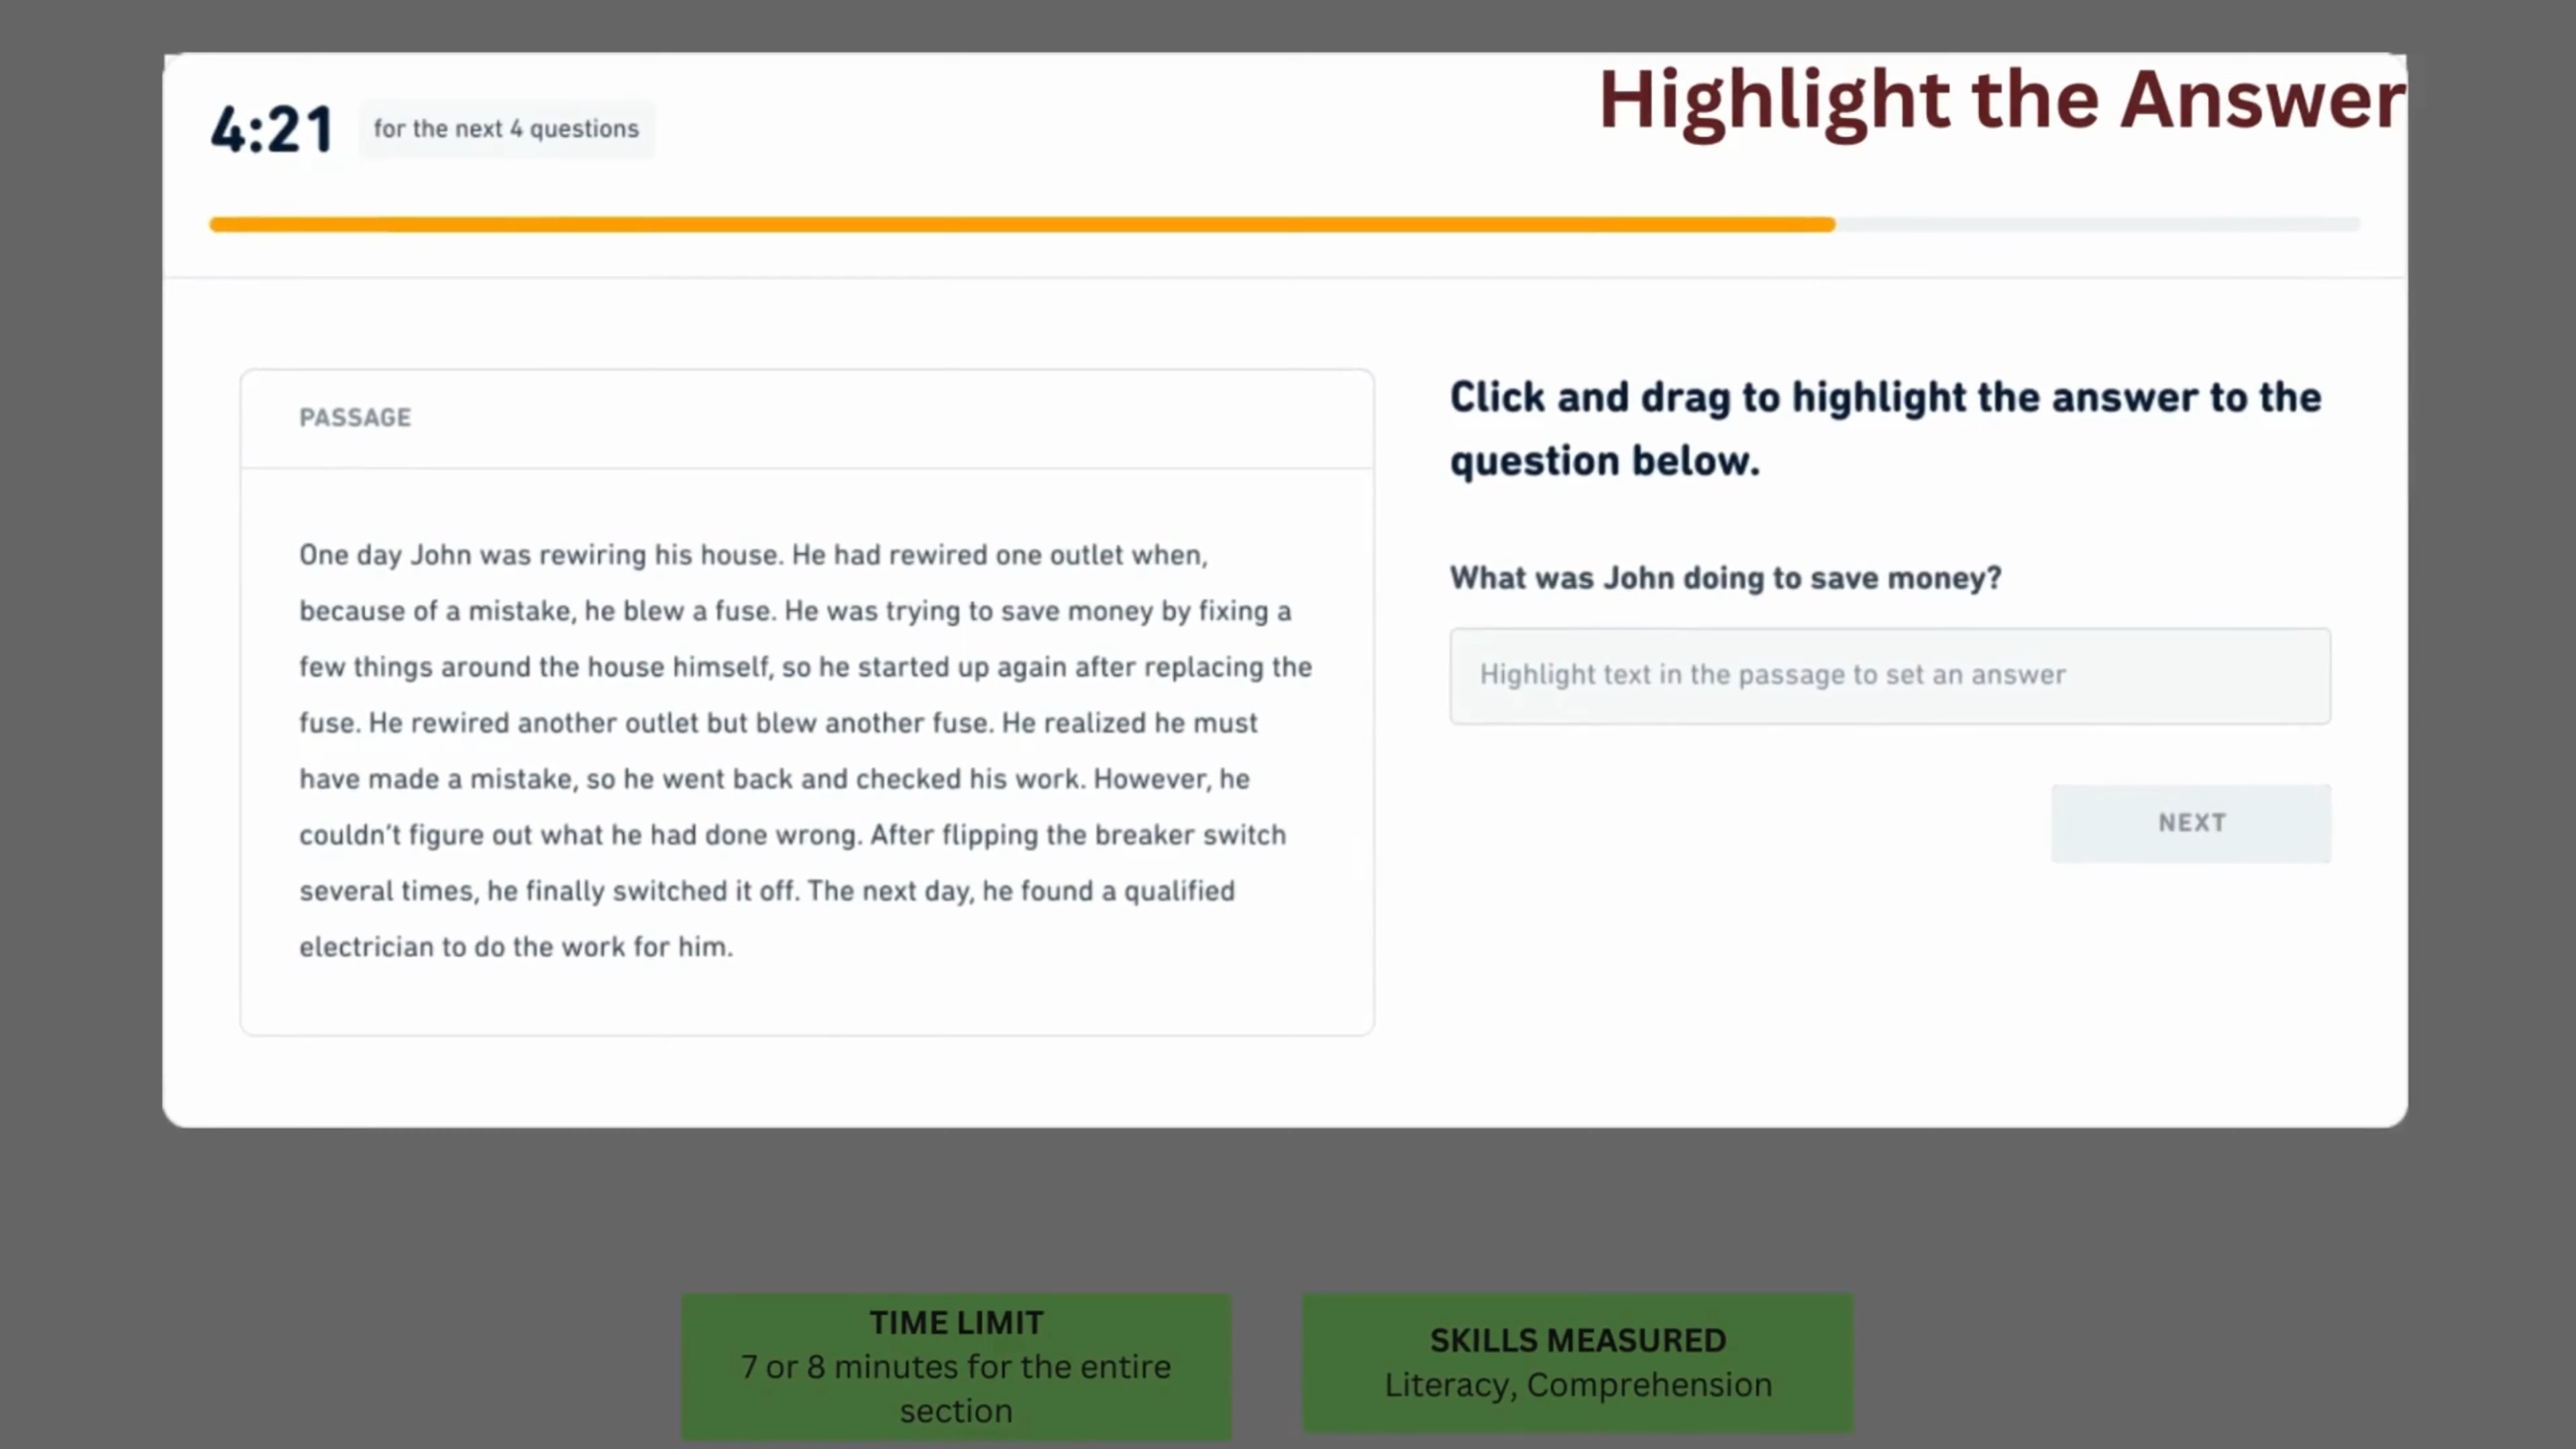 Highlight the Answer
4:21
for the next 4 questions
PASSAGE
One day John was rewiring his house. He had rewired one outlet when,
because of a mistake, he blew a fuse. He was trying to save money by fixing a
few things around the house himself, so he started up again after replacing the
fuse. He rewired another outlet but blew another fuse. He realized he must
have made a mistake, so he went back and checked his work. However, he
couldn't figure out what he had done wrong. After flipping the breaker switch
several times, he finally switched it off. The next day, he found a qualified
electrician to do the work for him.
Click and drag to highlight the answer to the
question below.
What was John doing to save money?
Highlight text in the passage to set an answer
NEXT
TIME LIMIT
7 or 8 minutes for the entire
section
SKILLS MEASURED
Literacy, Comprehension